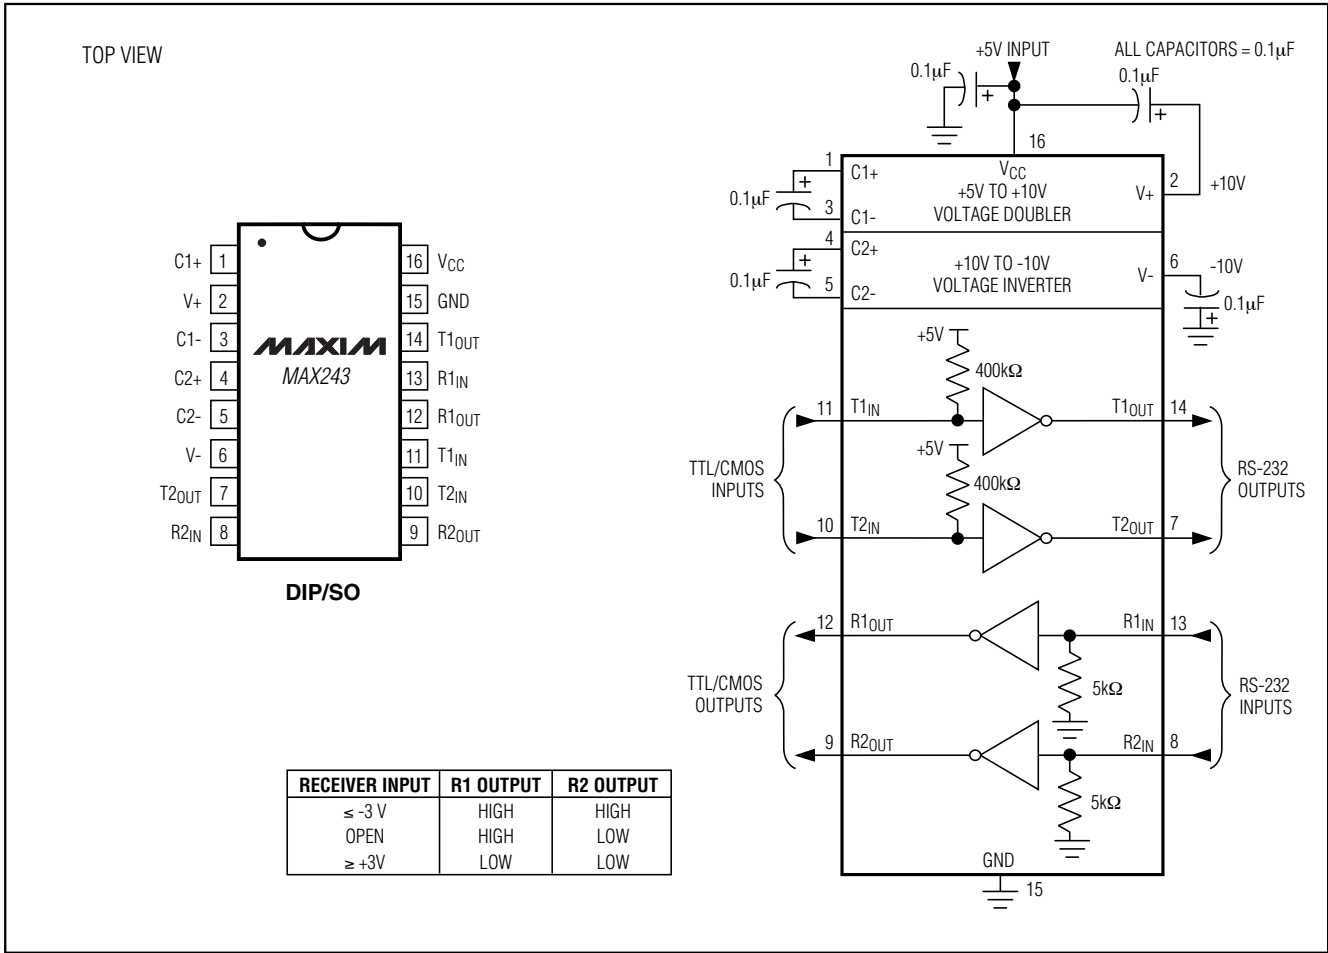 TOP VIEW
C1+ 1
V+ 2
C1- 3
C2+ 4
C2- 5
V- 6
T2OUT 7
R2IN 8
16 VCC
15 GND
14 T1OUT
13 R1IN
12 R1OUT
11 T1IN
10 T2IN
9 R2OUT
MAXIM
MAX243
DIP/SO
RECEIVER INPUT R1 OUTPUT R2 OUTPUT
≤ -3 V HIGH HIGH
OPEN HIGH LOW
≥ +3V LOW LOW
+5V INPUT
ALL CAPACITORS = 0.1µF
0.1µF
+
0.1µF
+
16
VCC
1
C1+
+5V TO +10V
VOLTAGE DOUBLER
V+
2
+10V
+
0.1µF
3
C1-
4
C2+
+10V TO -10V
VOLTAGE INVERTER
V-
6
-10V
+
0.1µF
5
C2-
0.1µF
+
+5V
400kΩ
11
T1IN
T1OUT
14
+5V
400kΩ
TTL/CMOS
INPUTS
RS-232
OUTPUTS
10
T2IN
T2OUT
7
12
R1OUT
R1IN
13
5kΩ
TTL/CMOS
OUTPUTS
RS-232
INPUTS
9
R2OUT
R2IN
8
5kΩ
GND
15